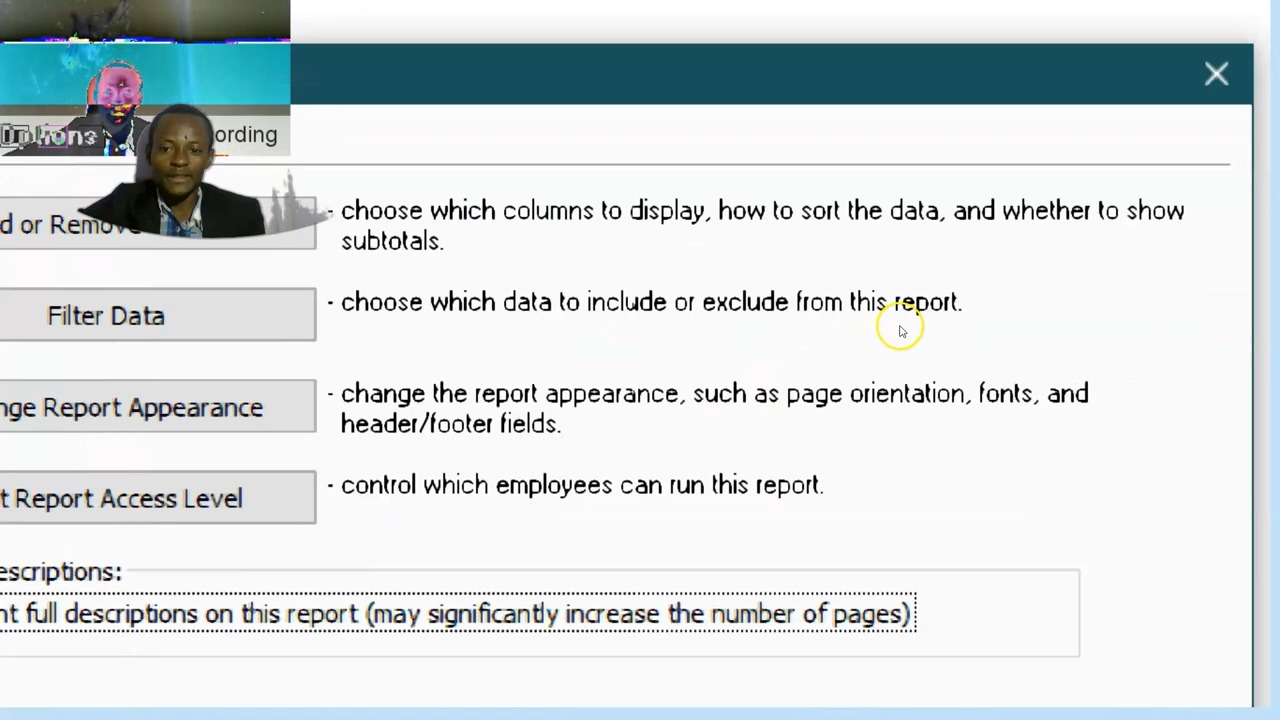 ording
d or Remov
- choose which columns to display, how to sort the data, and whether to show
subtotals.
Filter Data
- choose which data to include or exclude from this report.
nge Report Appearance
- change the report appearance, such as page orientation, fonts, and
header/footer fields.
t Report Access Level
- control which employees can run this report.
escriptions:
nt full descriptions on this report (may significantly increase the number of pages)